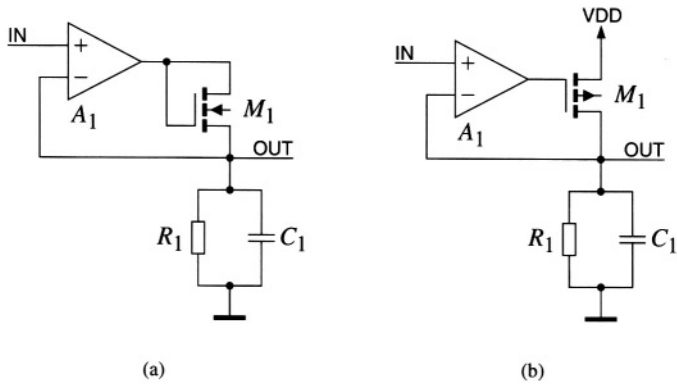 IN
+
−
A1
M1
OUT
R1
C1
(a)
VDD
IN
+
−
A1
M1
OUT
R1
C1
(b)